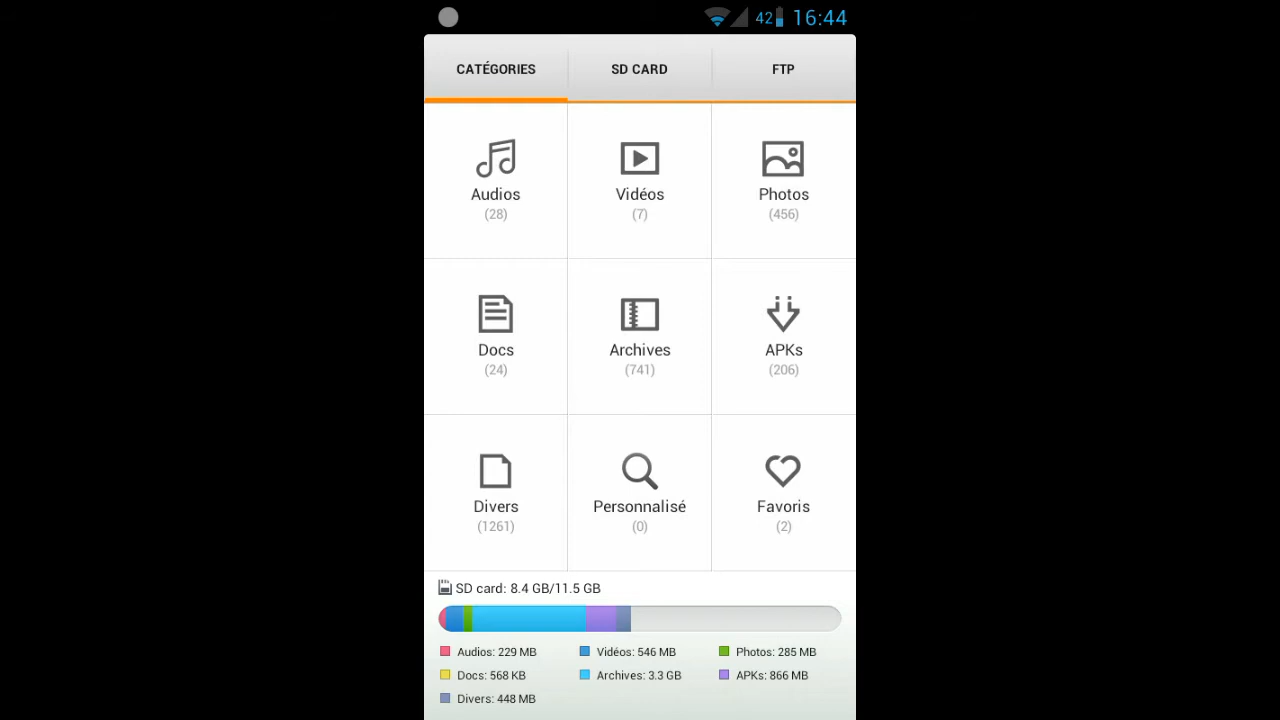 42 16:44
CATÉGORIES SD CARD FTP
Audios Vidéos Photos
(28) (7) (456)
Docs Archives APKs
(24) (741) (206)
Divers Personnalisé Favoris
(1261) (0) (2)
SD card: 8.4 GB/11.5 GB
Audios: 229 MB Vidéos: 546 MB Photos: 285 MB
Docs: 568 KB Archives: 3.3 GB APKs: 866 MB
Divers: 448 MB